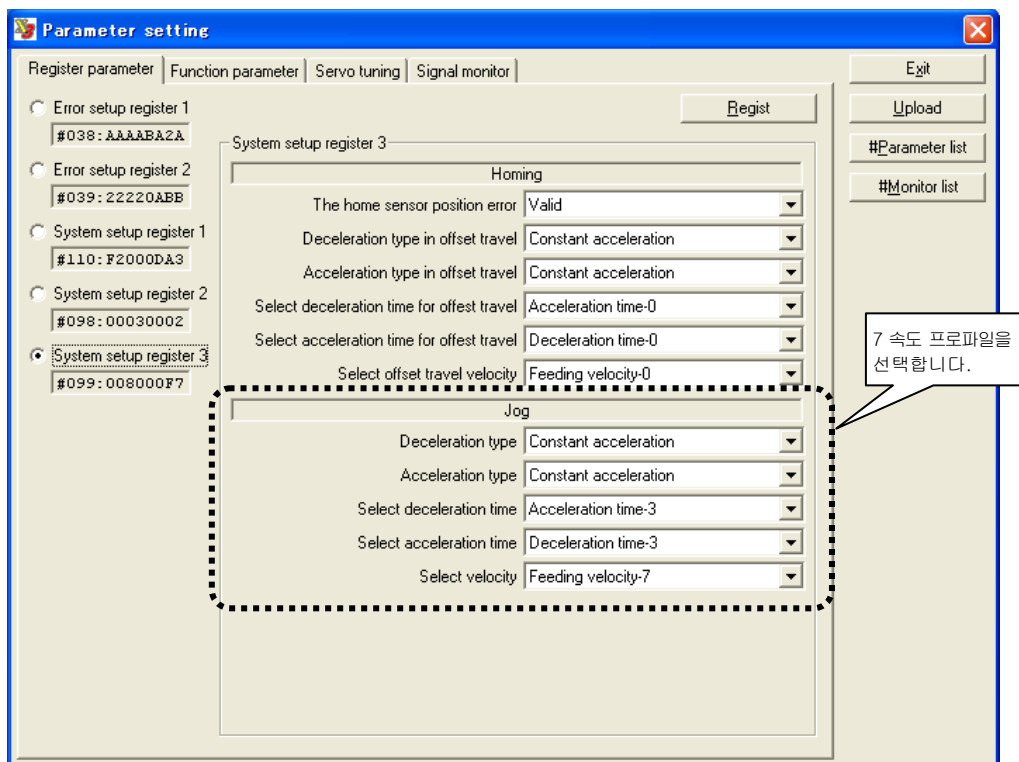 Parameter setting
Register parameter Function parameter Servo tuning Signal monitor
Exit
Upload
#Parameter list
#Monitor list
Regist
Error setup register 1
#038:AAAABA2A
Error setup register 2
#039:22220ABB
System setup register 1
#110:F2000DA3
System setup register 2
#098:00030002
System setup register 3
#099:008000F7
System setup register 3
Homing
The home sensor position error Valid
Deceleration type in offset travel Constant acceleration
Acceleration type in offset travel Constant acceleration
Select deceleration time for offest travel Acceleration time-0
Select acceleration time for offest travel Deceleration time-0
Select offset travel velocity Feeding velocity-0
Jog
Deceleration type Constant acceleration
Acceleration type Constant acceleration
Select deceleration time Acceleration time-3
Select acceleration time Deceleration time-3
Select velocity Feeding velocity-7
7 속도 프로파일을
선택합니다.